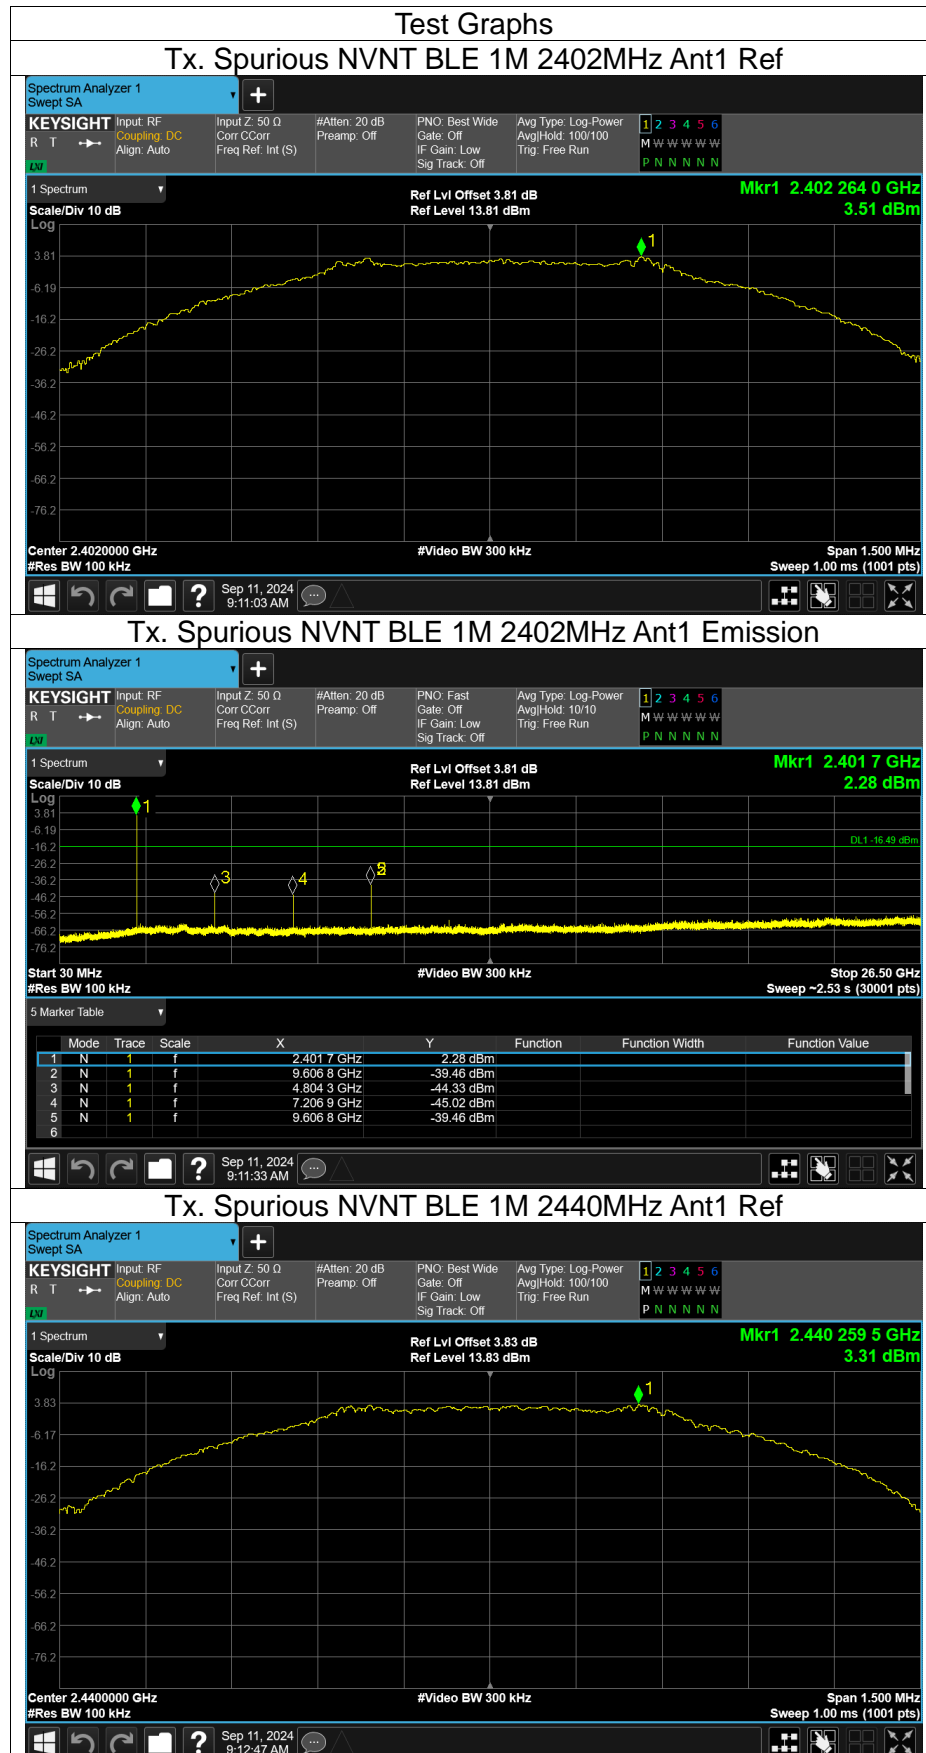 Test Graphs
Tx. Spurious NVNT BLE 1M 2402MHz Ant1 Ref
Spectrum Analyzer 1
Swept SA
KEYSIGHT
R T
LXI
Input: RF
Coupling: DC
Align: Auto
Input Z: 50 Ω
Corr CCorr
Freq Ref: Int (S)
#Atten: 20 dB
Preamp: Off
PNO: Best Wide
Gate: Off
IF Gain: Low
Sig Track: Off
Avg Type: Log-Power
Avg|Hold: 100/100
Trig: Free Run
1 2 3 4 5 6
M W W W W W
P N N N N N
1 Spectrum
Scale/Div 10 dB
Ref Lvl Offset 3.81 dB
Ref Level 13.81 dBm
Mkr1 2.402 264 0 GHz
3.51 dBm
Log
1
3.81
-6.19
-16.2
-26.2
-36.2
-46.2
-56.2
-66.2
-76.2
Center 2.4020000 GHz
#Res BW 100 kHz
#Video BW 300 kHz
Span 1.500 MHz
Sweep 1.00 ms (1001 pts)
Sep 11, 2024
9:11:03 AM
Tx. Spurious NVNT BLE 1M 2402MHz Ant1 Emission
Spectrum Analyzer 1
Swept SA
KEYSIGHT
R T
LXI
Input: RF
Coupling: DC
Align: Auto
Input Z: 50 Ω
Corr CCorr
Freq Ref: Int (S)
#Atten: 20 dB
Preamp: Off
PNO: Fast
Gate: Off
IF Gain: Low
Sig Track: Off
Avg Type: Log-Power
Avg|Hold: 10/10
Trig: Free Run
1 2 3 4 5 6
M W W W W W
P N N N N N
1 Spectrum
Scale/Div 10 dB
Ref Lvl Offset 3.81 dB
Ref Level 13.81 dBm
Mkr1 2.401 7 GHz
2.28 dBm
Log
1
3.81
-6.19
-16.2
DL1 -16.49 dBm
-26.2
3
4
-36.2
-46.2
-56.2
-66.2
-76.2
Start 30 MHz
#Res BW 100 kHz
#Video BW 300 kHz
Stop 26.50 GHz
Sweep ~2.53 s (30001 pts)
5 Marker Table
Mode Trace Scale X Y Function Function Width Function Value
1 N 1 f 2.401 7 GHz 2.28 dBm
2 N 1 f 9.606 8 GHz -39.46 dBm
3 N 1 f 4.804 3 GHz -44.33 dBm
4 N 1 f 7.206 9 GHz -45.02 dBm
5 N 1 f 9.606 8 GHz -39.46 dBm
6
Sep 11, 2024
9:11:33 AM
Tx. Spurious NVNT BLE 1M 2440MHz Ant1 Ref
Spectrum Analyzer 1
Swept SA
KEYSIGHT
R T
LXI
Input: RF
Coupling: DC
Align: Auto
Input Z: 50 Ω
Corr CCorr
Freq Ref: Int (S)
#Atten: 20 dB
Preamp: Off
PNO: Best Wide
Gate: Off
IF Gain: Low
Sig Track: Off
Avg Type: Log-Power
Avg|Hold: 100/100
Trig: Free Run
1 2 3 4 5 6
M W W W W W
P N N N N N
1 Spectrum
Scale/Div 10 dB
Ref Lvl Offset 3.83 dB
Ref Level 13.83 dBm
Mkr1 2.440 259 5 GHz
3.31 dBm
Log
1
3.83
-6.17
-16.2
-26.2
-36.2
-46.2
-56.2
-66.2
-76.2
Center 2.4400000 GHz
#Res BW 100 kHz
#Video BW 300 kHz
Span 1.500 MHz
Sweep 1.00 ms (1001 pts)
Sep 11, 2024
9:12:47 AM